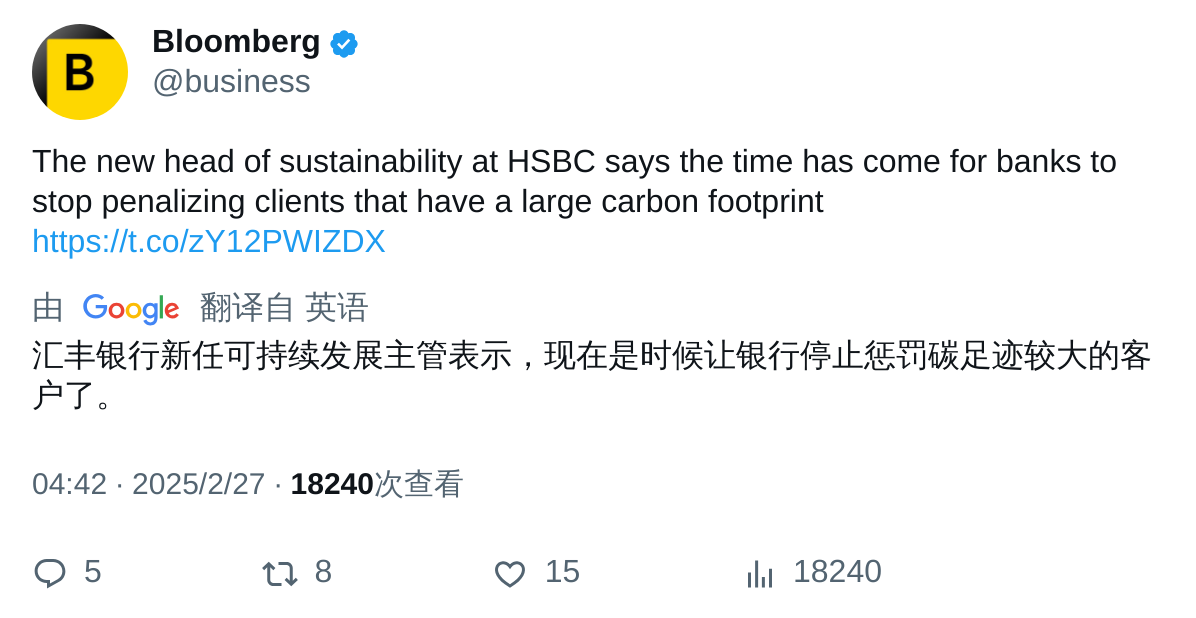 B
Bloomberg
@business
The new head of sustainability at HSBC says the time has come for banks to
stop penalizing clients that have a large carbon footprint
https://t.co/zY12PWIZDX
由 Google 翻译自 英语
汇丰银行新任可持续发展主管表示，现在是时候让银行停止惩罚碳足迹较大的客
户了。
04:42 · 2025/2/27 · 18240次查看
5 8 15 18240